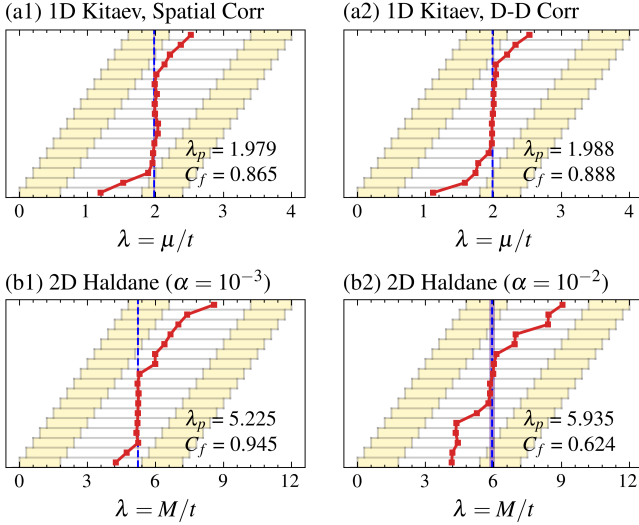 (a1) 1D Kitaev, Spatial Corr
λp = 1.979
Cf = 0.865
0 1 2 3 4
λ = μ/t
(a2) 1D Kitaev, D-D Corr
λp = 1.988
Cf = 0.888
0 1 2 3 4
λ = μ/t
(b1) 2D Haldane (α = 10⁻³)
λp = 5.225
Cf = 0.945
0 3 6 9 12
λ = M/t
(b2) 2D Haldane (α = 10⁻²)
λp = 5.935
Cf = 0.624
0 3 6 9 12
λ = M/t